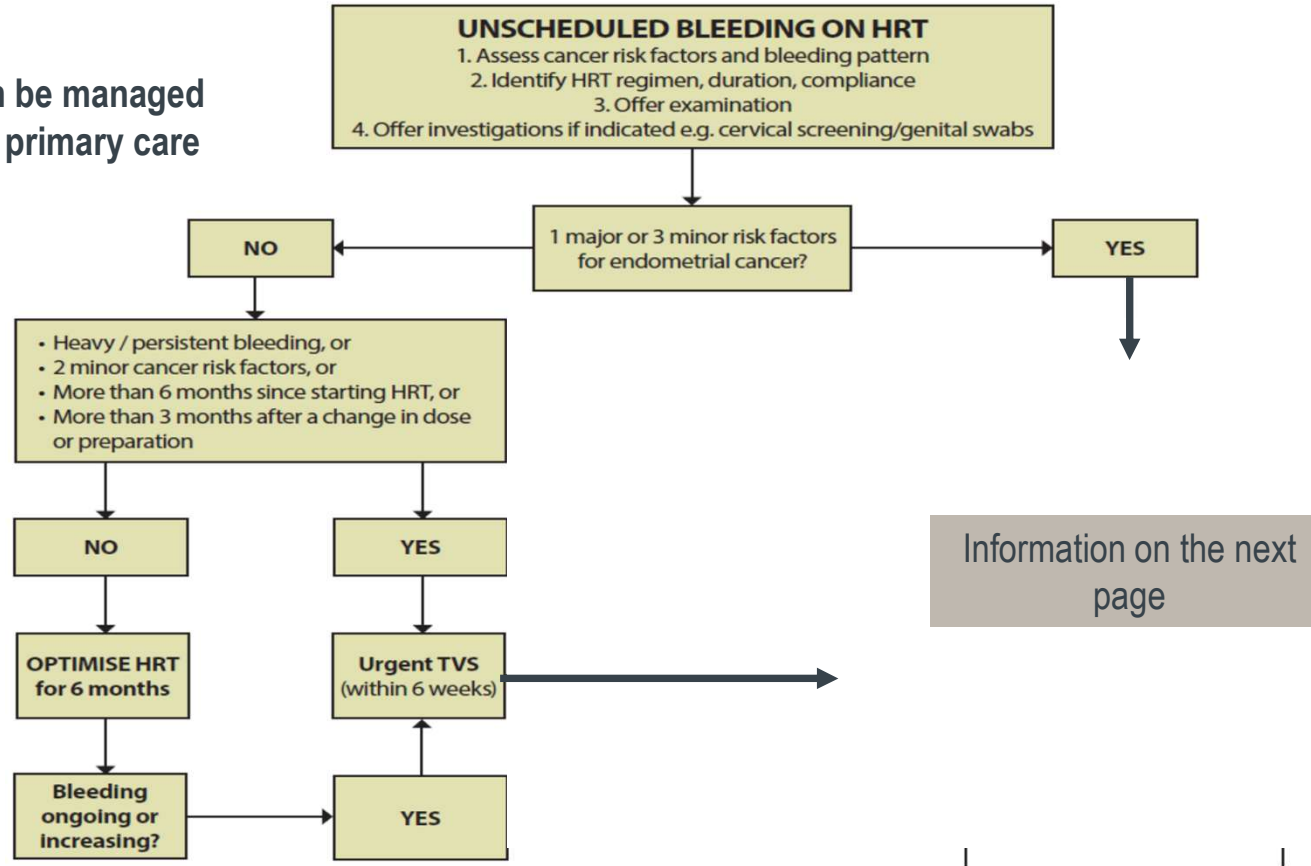 be managed
primary care
UNSCHEDULED BLEEDING ON HRT
1. Assess cancer risk factors and bleeding pattern
2. Identify HRT regimen, duration, compliance
3. Offer examination
4. Offer investigations if indicated e.g. cervical screening/genital swabs
NO
1 major or 3 minor risk factors
for endometrial cancer?
YES
• Heavy / persistent bleeding, or
• 2 minor cancer risk factors, or
• More than 6 months since starting HRT, or
• More than 3 months after a change in dose
or preparation
NO
YES
Information on the next
page
OPTIMISE HRT
for 6 months
Urgent TVS
(within 6 weeks)
Bleeding
ongoing or
increasing?
YES